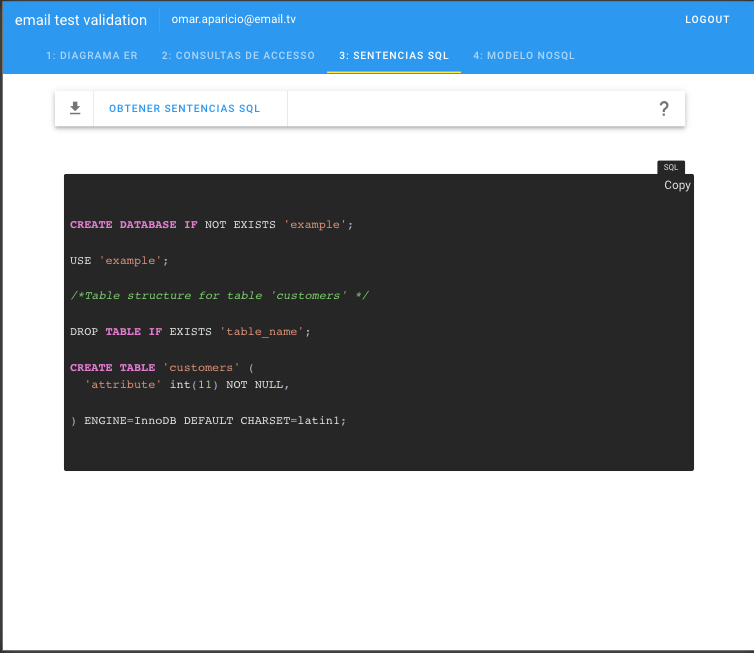 email test validation omar.aparicio@email.tv LOGOUT
1: DIAGRAMA ER 2: CONSULTAS DE ACCESSO 3: SENTENCIAS SQL 4: MODELO NOSQL
OBTENER SENTENCIAS SQL ?
SQL
Copy
CREATE DATABASE IF NOT EXISTS 'example';
USE 'example';
/*Table structure for table 'customers' */
DROP TABLE IF EXISTS 'table_name';
CREATE TABLE 'customers' (
'attribute' int(11) NOT NULL,
) ENGINE=InnoDB DEFAULT CHARSET=latin1;